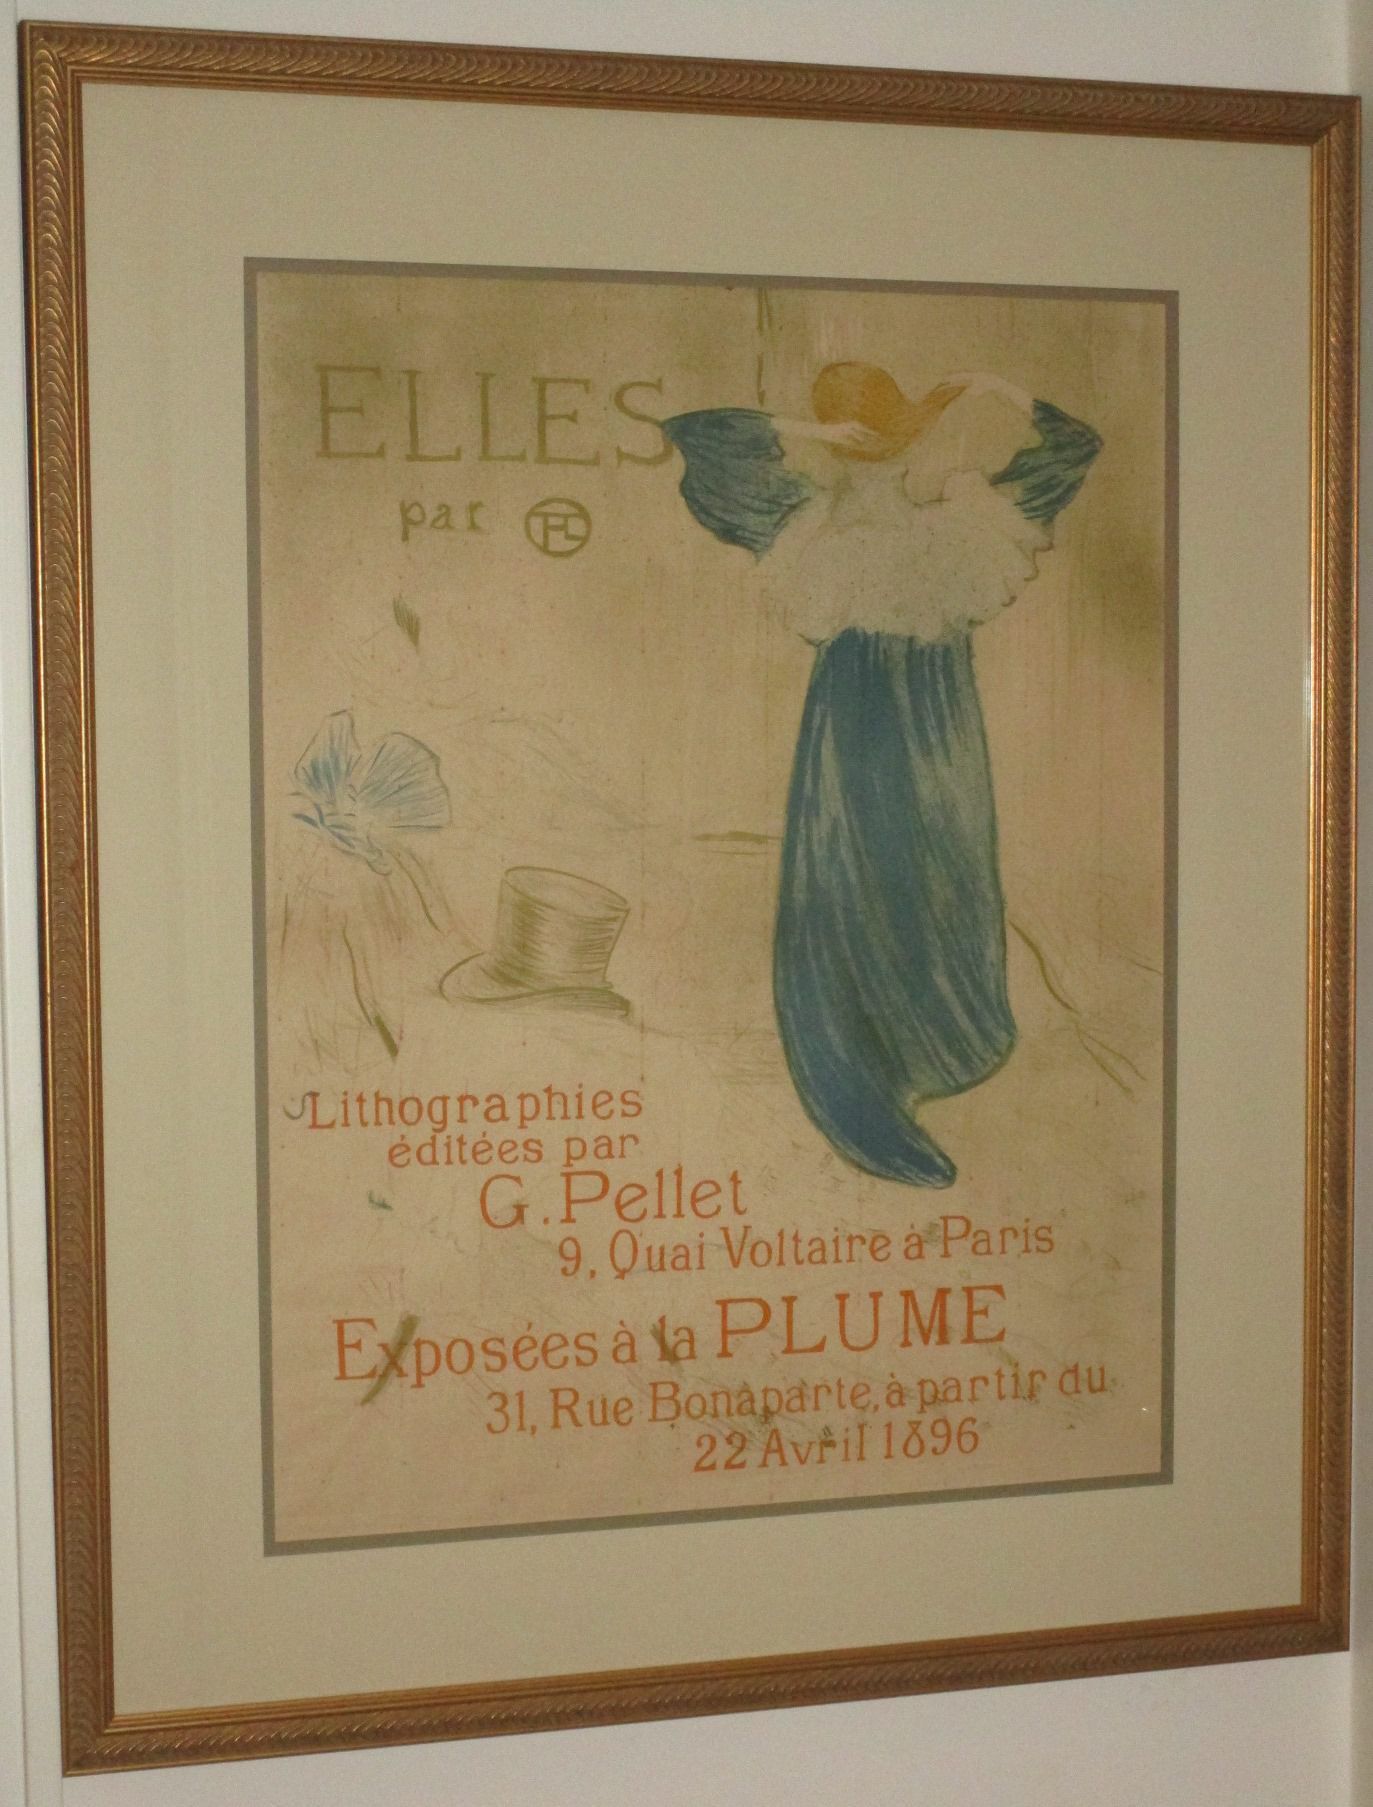 ELLES
par HTL
Lithographies
éditées par
G. Pellet
9, Quai Voltaire à Paris
Exposées à la PLUME
31, Rue Bonaparte, à partir du
22 Avril 1896